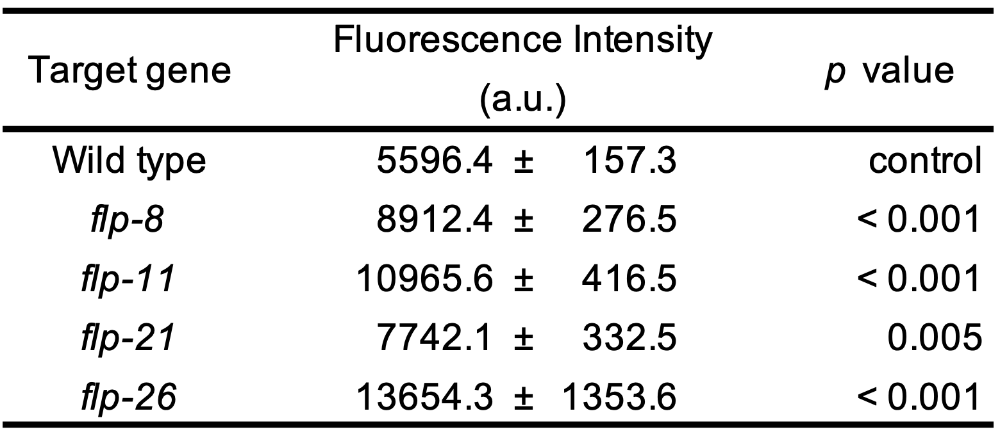 Target gene Fluorescence Intensity (a.u.) p value
Wild type 5596.4 ± 157.3 control
flp-8 8912.4 ± 276.5 < 0.001
flp-11 10965.6 ± 416.5 < 0.001
flp-21 7742.1 ± 332.5 0.005
flp-26 13654.3 ± 1353.6 < 0.001